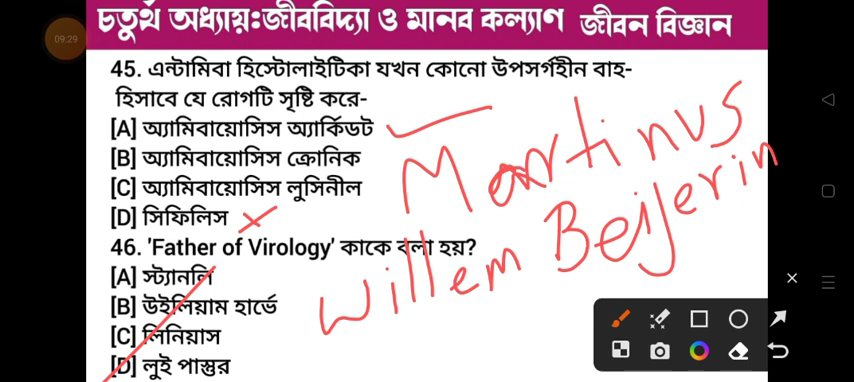 চতুর্থ অধ্যায়ঃজীববিদ্যা ও মানব কল্যাণ জীবন বিজ্ঞান
09:29
45. এন্টামিবা হিস্টোলাইটিকা যখন কোনো উপসর্গহীন বাহ-
হিসাবে যে রোগটি সৃষ্টি করে-
[A] অ্যামিবায়োসিস অ্যার্কিডট
[B] অ্যামিবায়োসিস ক্রোনিক
[C] অ্যামিবায়োসিস লুসিনীল
[D] সিফিলিস
Martinus
Willem Beijerin
46. 'Father of Virology' কাকে বলা হয়?
[A] স্ট্যানলি
[B] উইলিয়াম হার্ভে
[C] লিনিয়াস
[D] লুই পাস্তুর